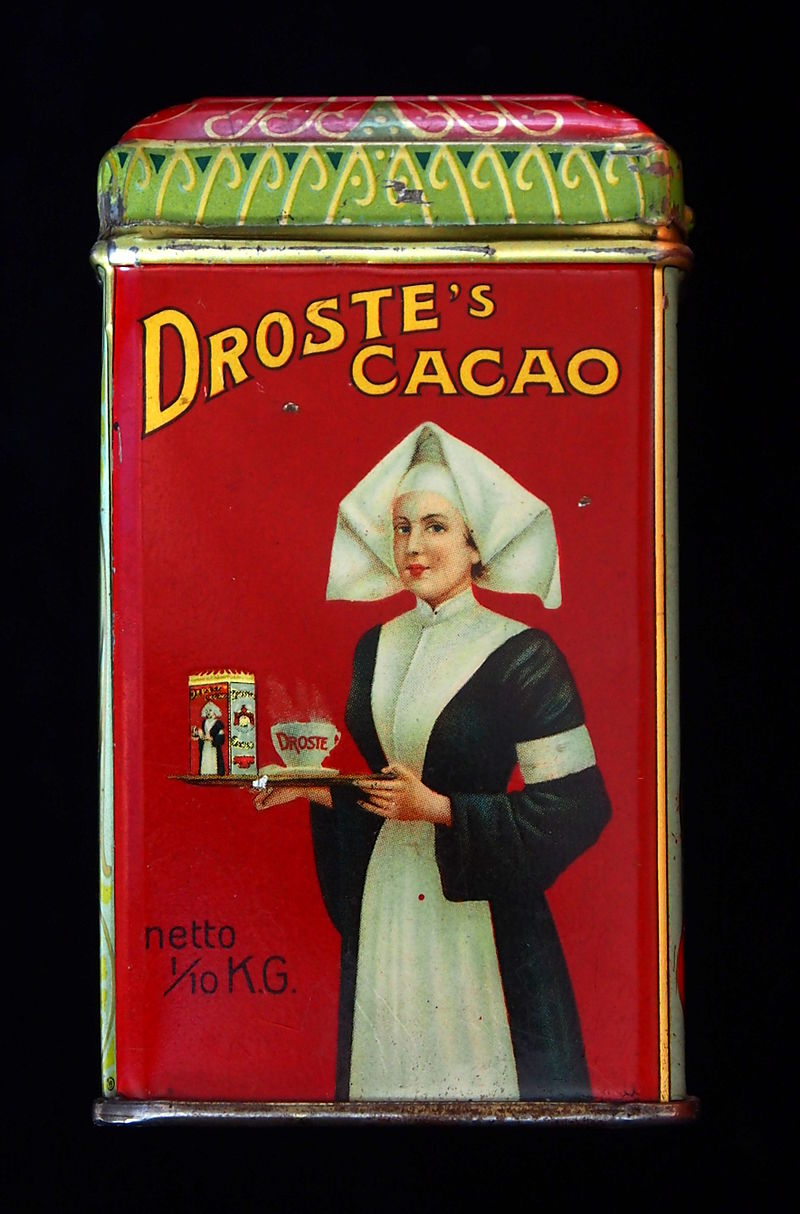 DROSTE'S
CACAO
DROSTE
netto
1/10 K.G.